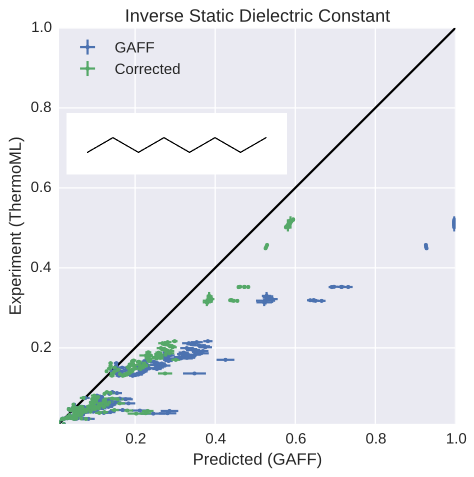 Inverse Static Dielectric Constant
1.0
GAFF
Corrected
0.8
0.6
0.4
0.2
Experiment (ThermoML)
0.2 0.4 0.6 0.8 1.0
Predicted (GAFF)